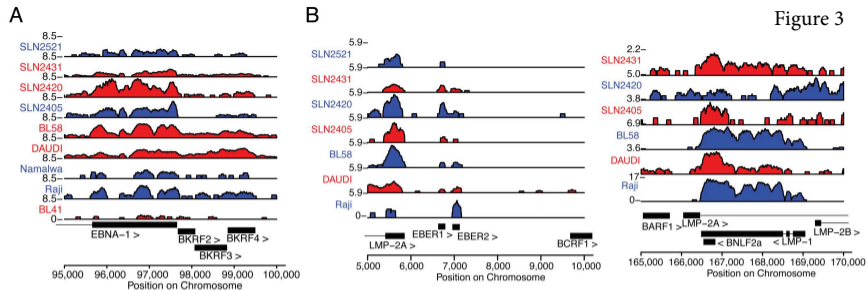 A
B
Figure 3
8.5
SLN2521
8.5
SLN2431
8.5
SLN2420
8.5
SLN2405
8.5
BL58
8.5
DAUDI
8.5
Namalwa
8.5
Raji
8.5
BL41
0
EBNA-1 >
BKRF2 >
BKRF4 >
BKRF3 >
95,000 96,000 97,000 98,000 99,000 100,000
Position on Chromosome
5.9
SLN2521
5.9
SLN2431
5.9
SLN2420
5.9
SLN2405
5.9
BL58
5.9
DAUDI
5.9
Raji
0
LMP-2A >
EBER1 >
EBER2 >
BCRF1 >
5,000 6,000 7,000 8,000 9,000 10,000
Position on Chromosome
2.2
SLN2431
5.0
SLN2420
3.8
SLN2405
6.9
BL58
3.6
DAUDI
17
Raji
0
BARF1 >
LMP-2A >
LMP-2B >
< BNLF2a
< LMP-1
165,000 166,000 167,000 168,000 169,000 170,000
Position on Chromosome